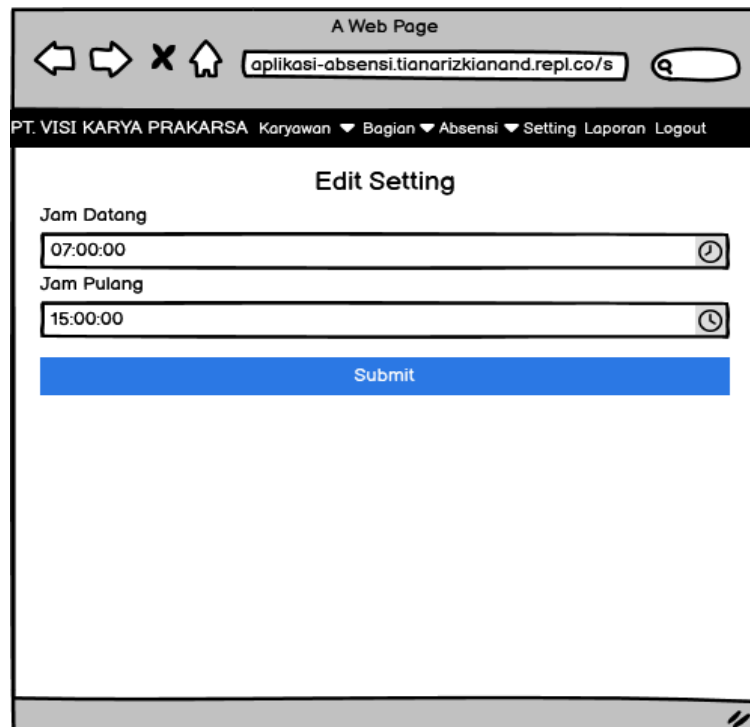 A Web Page
aplikasi-absensi.tianarizkianand.repl.co/s
PT. VISI KARYA PRAKARSA Karyawan Bagian Absensi Setting Laporan Logout
Edit Setting
Jam Datang
07:00:00
Jam Pulang
15:00:00
Submit